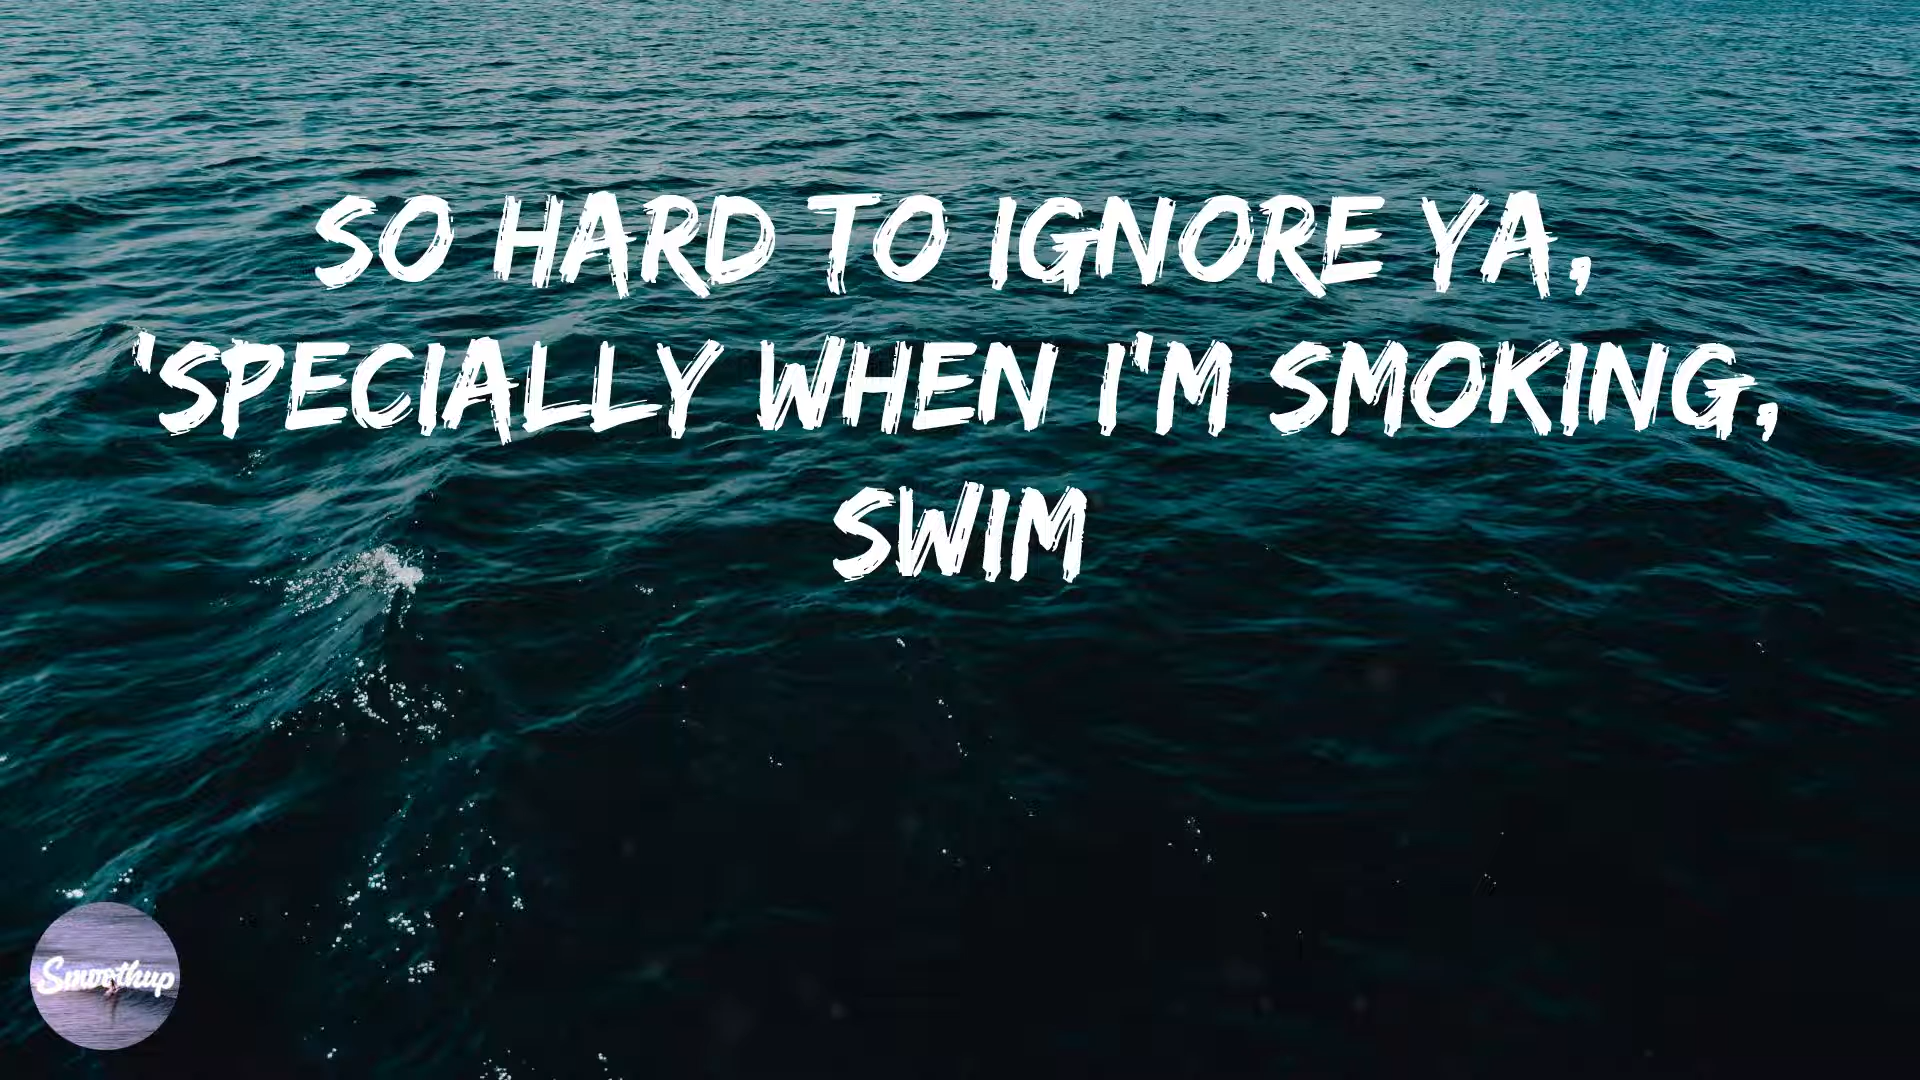 SO HARD TO IGNORE YA,
'SPECIALLY WHEN I'M SMOKING,
SWIM
Smoothup